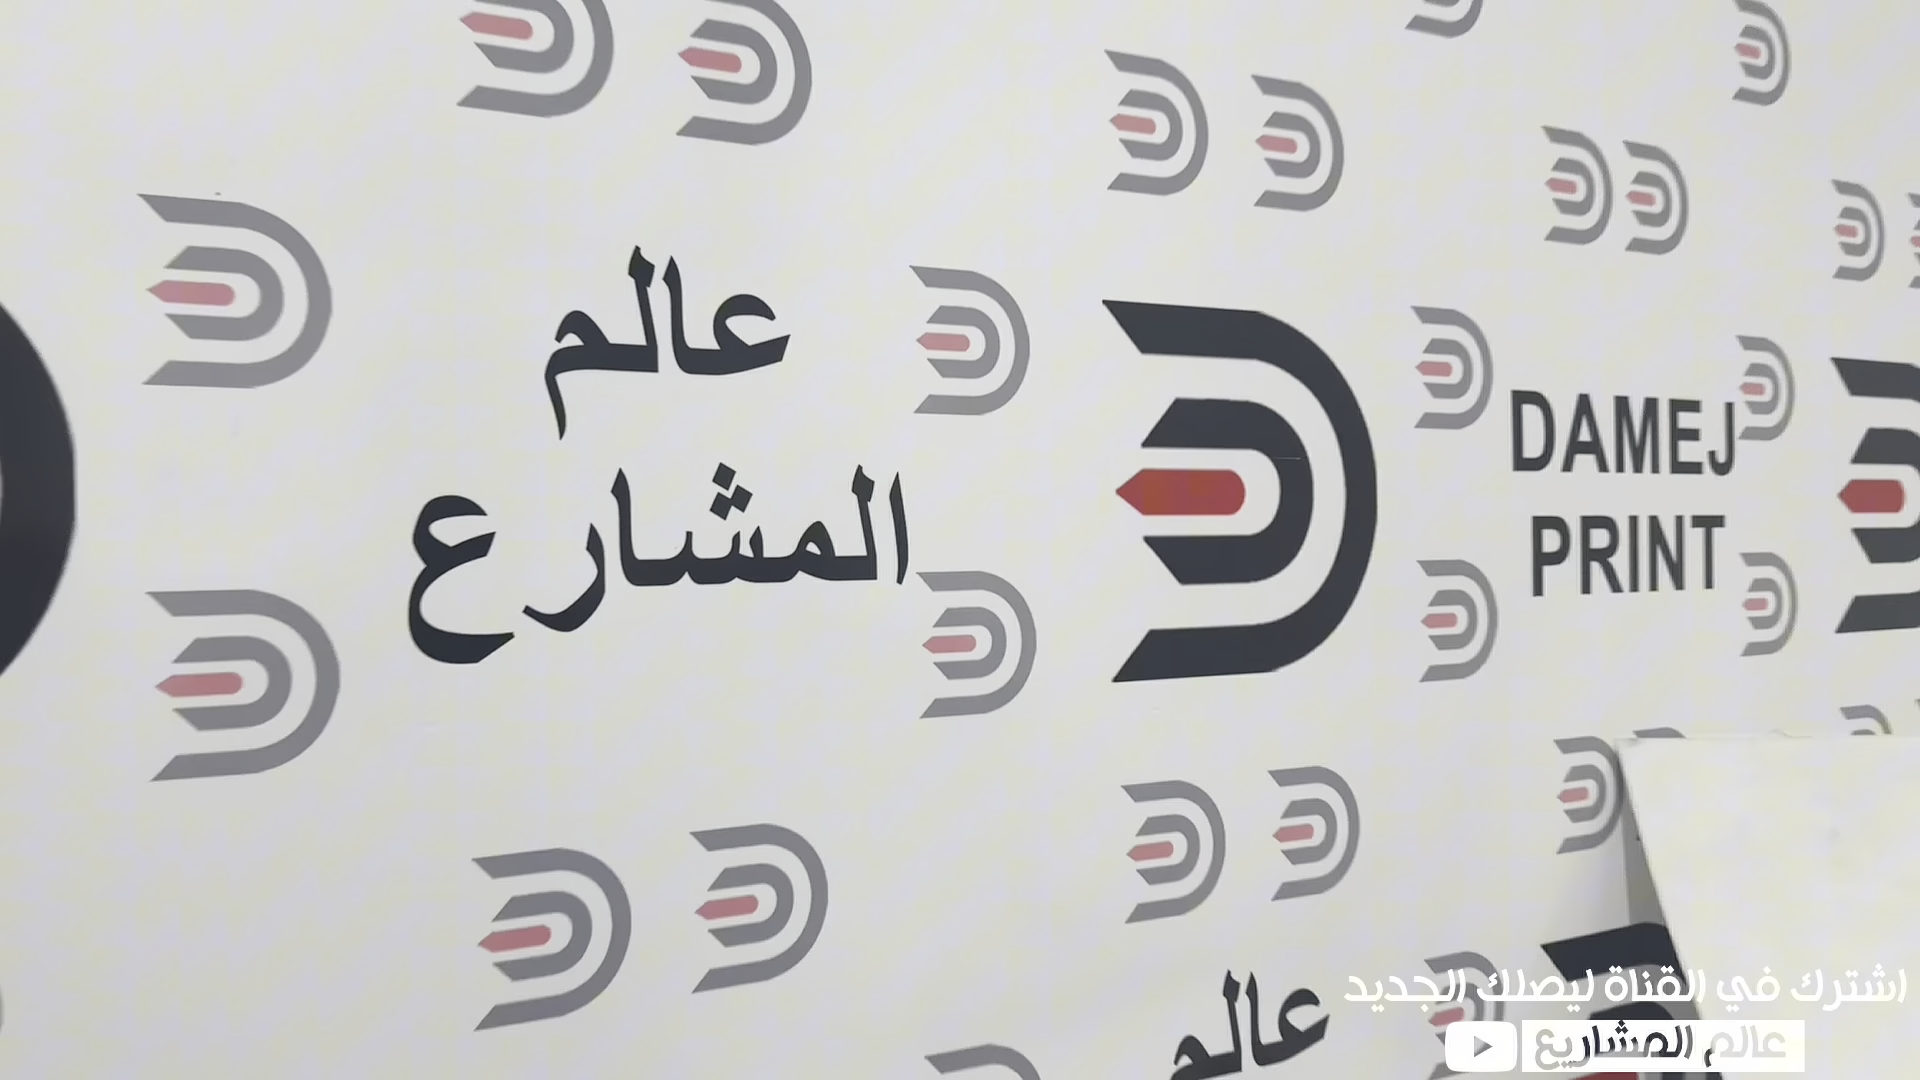 عالم
المشارع
DAMEJ
PRINT
عالم
اشترك في القناة ليصلك الجديد
عالم المشاريع